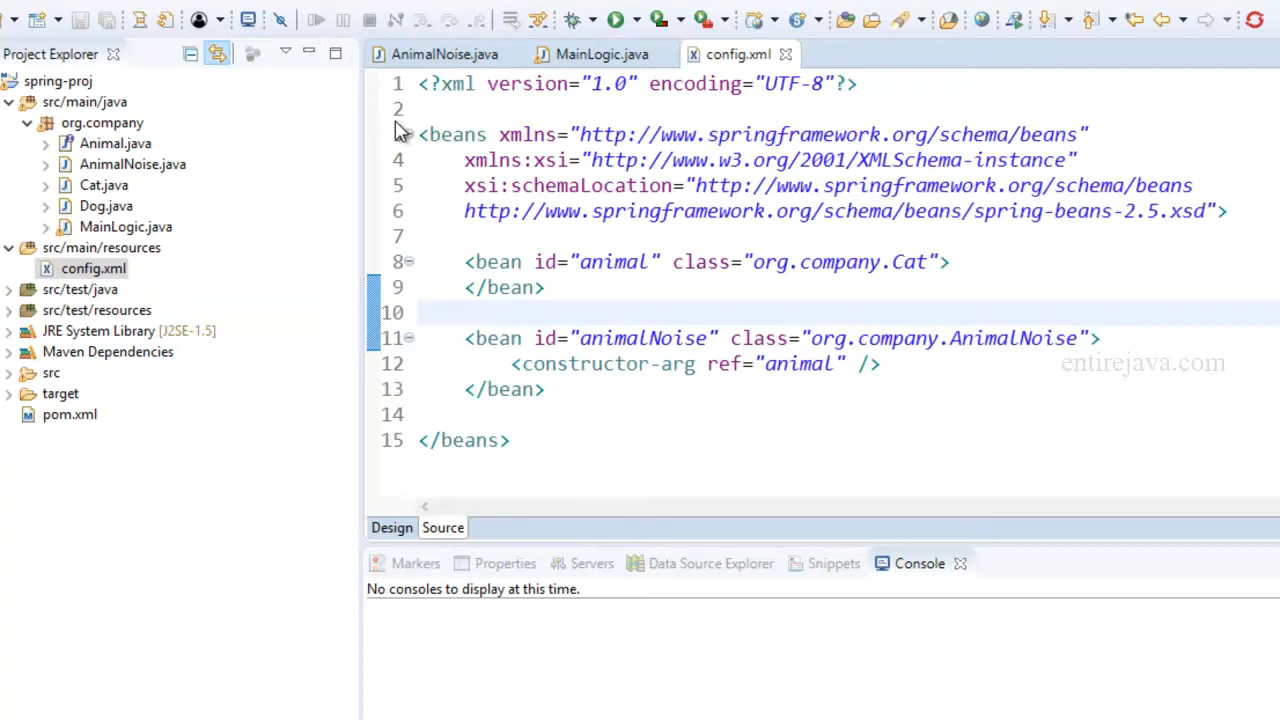 Project Explorer
spring-proj
src/main/java
org.company
Animal.java
AnimalNoise.java
Cat.java
Dog.java
MainLogic.java
src/main/resources
config.xml
src/test/java
src/test/resources
JRE System Library [J2SE-1.5]
Maven Dependencies
src
target
pom.xml
AnimalNoise.java MainLogic.java config.xml
1 <?xml version="1.0" encoding="UTF-8"?>
2
<beans xmlns="http://www.springframework.org/schema/beans"
4 xmlns:xsi="http://www.w3.org/2001/XMLSchema-instance"
5 xsi:schemaLocation="http://www.springframework.org/schema/beans
6 http://www.springframework.org/schema/beans/spring-beans-2.5.xsd">
7
8 <bean id="animal" class="org.company.Cat">
9 </bean>
10
11 <bean id="animalNoise" class="org.company.AnimalNoise">
12 <constructor-arg ref="animal" />
13 </bean>
14
15 </beans>
entirejava.com
Design Source
Markers Properties Servers Data Source Explorer Snippets Console
No consoles to display at this time.